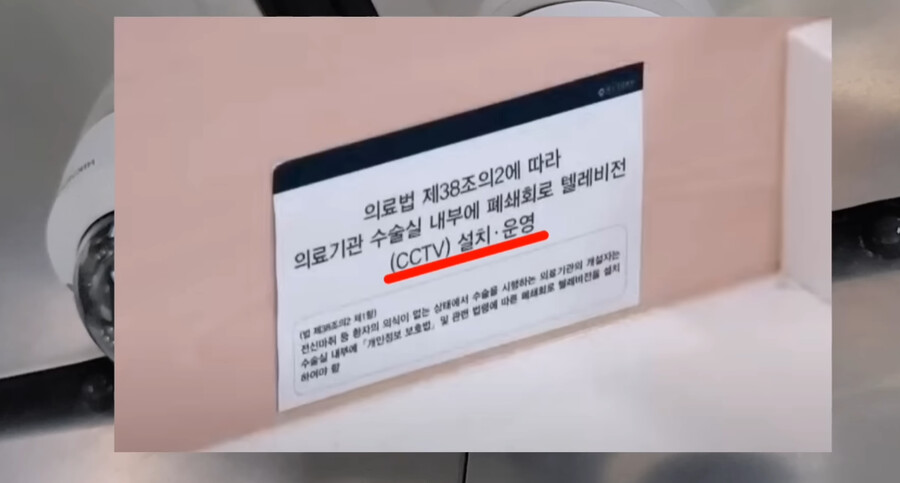 의료법 제38조의2에 따라
의료기관 수술실 내부에 폐쇄회로 텔레비전
(CCTV) 설치·운영
(법 제38조의2 제1항)
전신마취 등 환자의 의식이 없는 상태에서 수술을 시행하는 의료기관의 개설자는
수술실 내부에 「개인정보 보호법」 및 관련 법령에 따른 폐쇄회로 텔레비전을 설치
하여야 함